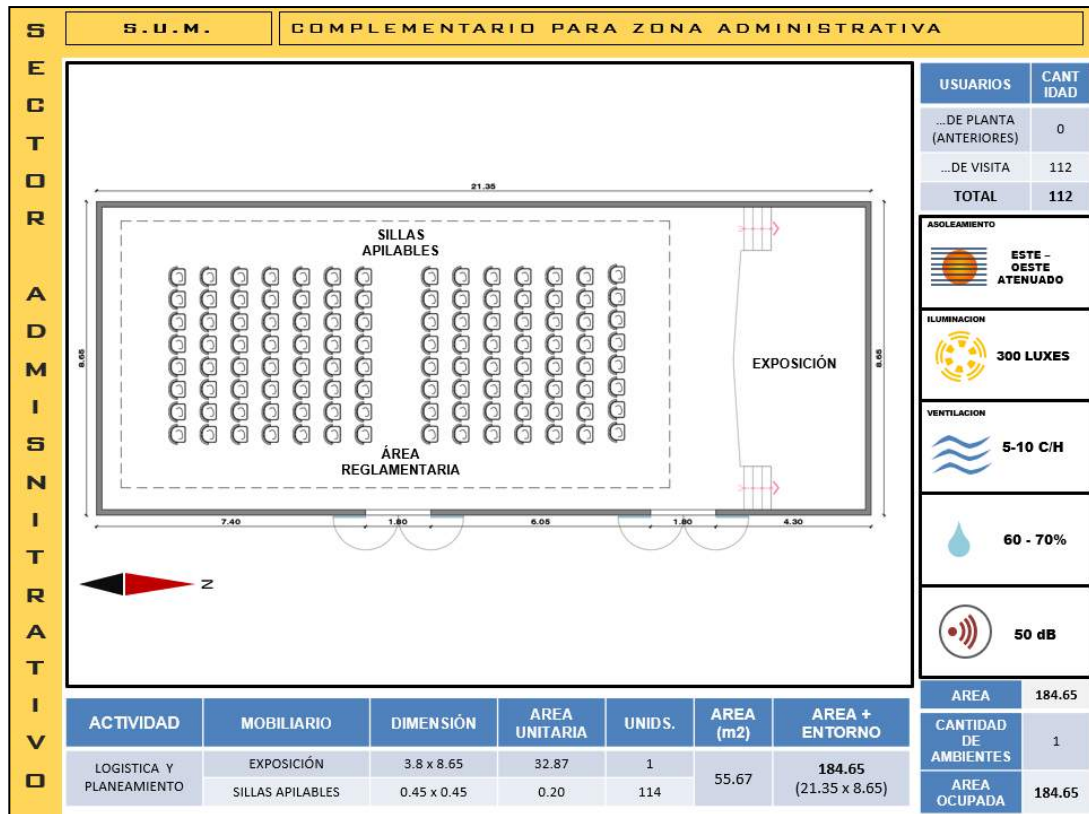 SECTOR ADMISNITRATIVO
S.U.M.
COMPLEMENTARIO PARA ZONA ADMINISTRATIVA
21.35
8.65
SILLAS
APILABLES
EXPOSICIÓN
8.65
ÁREA
REGLAMENTARIA
7.40
1.80
6.05
1.80
4.30
N
USUARIOS CANT
IDAD
...DE PLANTA
(ANTERIORES) 0
...DE VISITA 112
TOTAL 112
ASOLEAMIENTO
ESTE –
OESTE
ATENUADO
ILUMINACION
300 LUXES
VENTILACION
5-10 C/H
60 - 70%
50 dB
AREA 184.65
CANTIDAD
DE
AMBIENTES 1
AREA
OCUPADA 184.65
ACTIVIDAD MOBILIARIO DIMENSIÓN AREA
UNITARIA UNIDS. AREA
(m2) AREA +
ENTORNO
LOGISTICA Y
PLANEAMIENTO
EXPOSICIÓN 3.8 x 8.65 32.87 1
SILLAS APILABLES 0.45 x 0.45 0.20 114
55.67
184.65
(21.35 x 8.65)